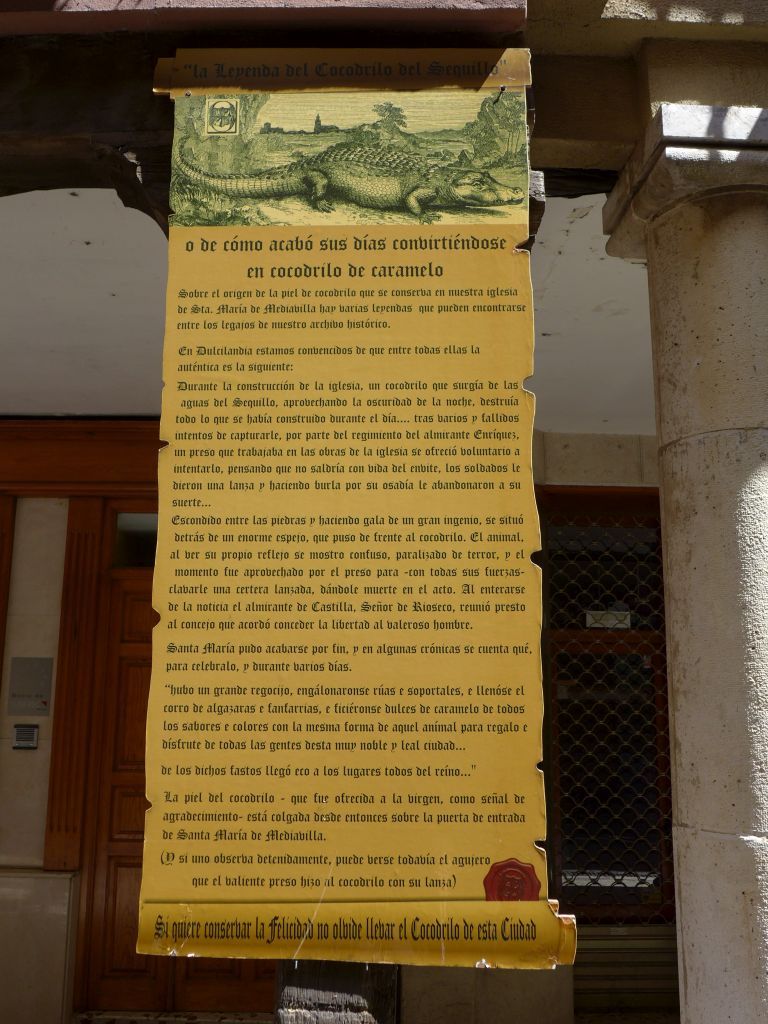 "la Leyenda del Cocodrilo del Sequillo"
o de cómo acabó sus días convirtiéndose
en cocodrilo de caramelo
Sobre el origen de la piel de cocodrilo que se conserva en nuestra iglesia
de Sta. María de Mediavilla hay varias leyendas que pueden encontrarse
entre los legajos de nuestro archivo histórico.
En Dulcilandia estamos convencidos de que entre todas ellas la
auténtica es la siguiente:
Durante la construcción de la iglesia, un cocodrilo que surgía de las
aguas del Sequillo, aprovechando la oscuridad de la noche, destruía
todo lo que se había construido durante el día.... tras varios y fallidos
intentos de capturarle, por parte del regimiento del almirante Enríquez,
un preso que trabajaba en las obras de la iglesia se ofreció voluntario a
intentarlo, pensando que no saldría con vida del envite, los soldados le
dieron una lanza y haciendo burla por su osadía le abandonaron a su
suerte...
Escondido entre las piedras y haciendo gala de un gran ingenio, se situó
detrás de un enorme espejo, que puso de frente al cocodrilo. El animal,
al ver su propio reflejo se mostro confuso, paralizado de terror, y el
momento fue aprovechado por el preso para -con todas sus fuerzas-
clavarle una certera lanzada, dándole muerte en el acto. Al enterarse
de la noticia el almirante de Castilla, Señor de Rioseco, reunió presto
al concejo que acordó conceder la libertad al valeroso hombre.
Santa María pudo acabarse por fin, y en algunas crónicas se cuenta qué,
para celebralo, y durante varios días.
"hubo un grande regocijo, engálonaronse rúas e soportales, e llenóse el
corro de algazaras e fanfarrias, e ficiéronse dulces de caramelo de todos
los sabores e colores con la mesma forma de aquel animal para regalo e
disfrute de todas las gentes desta muy noble y leal ciudad...
de los dichos fastos llegó eco a los lugares todos del reíno..."
La piel del cocodrilo - que fue ofrecida a la virgen, como señal de
agradecimiento- está colgada desde entonces sobre la puerta de entrada
de Santa María de Mediavilla.
(Y si uno observa detenidamente, puede verse todavía el agujero
que el valiente preso hizo al cocodrilo con su lanza)
Si quiere conservar la Felicidad no olvide llevar el Cocodrilo de esta Ciudad